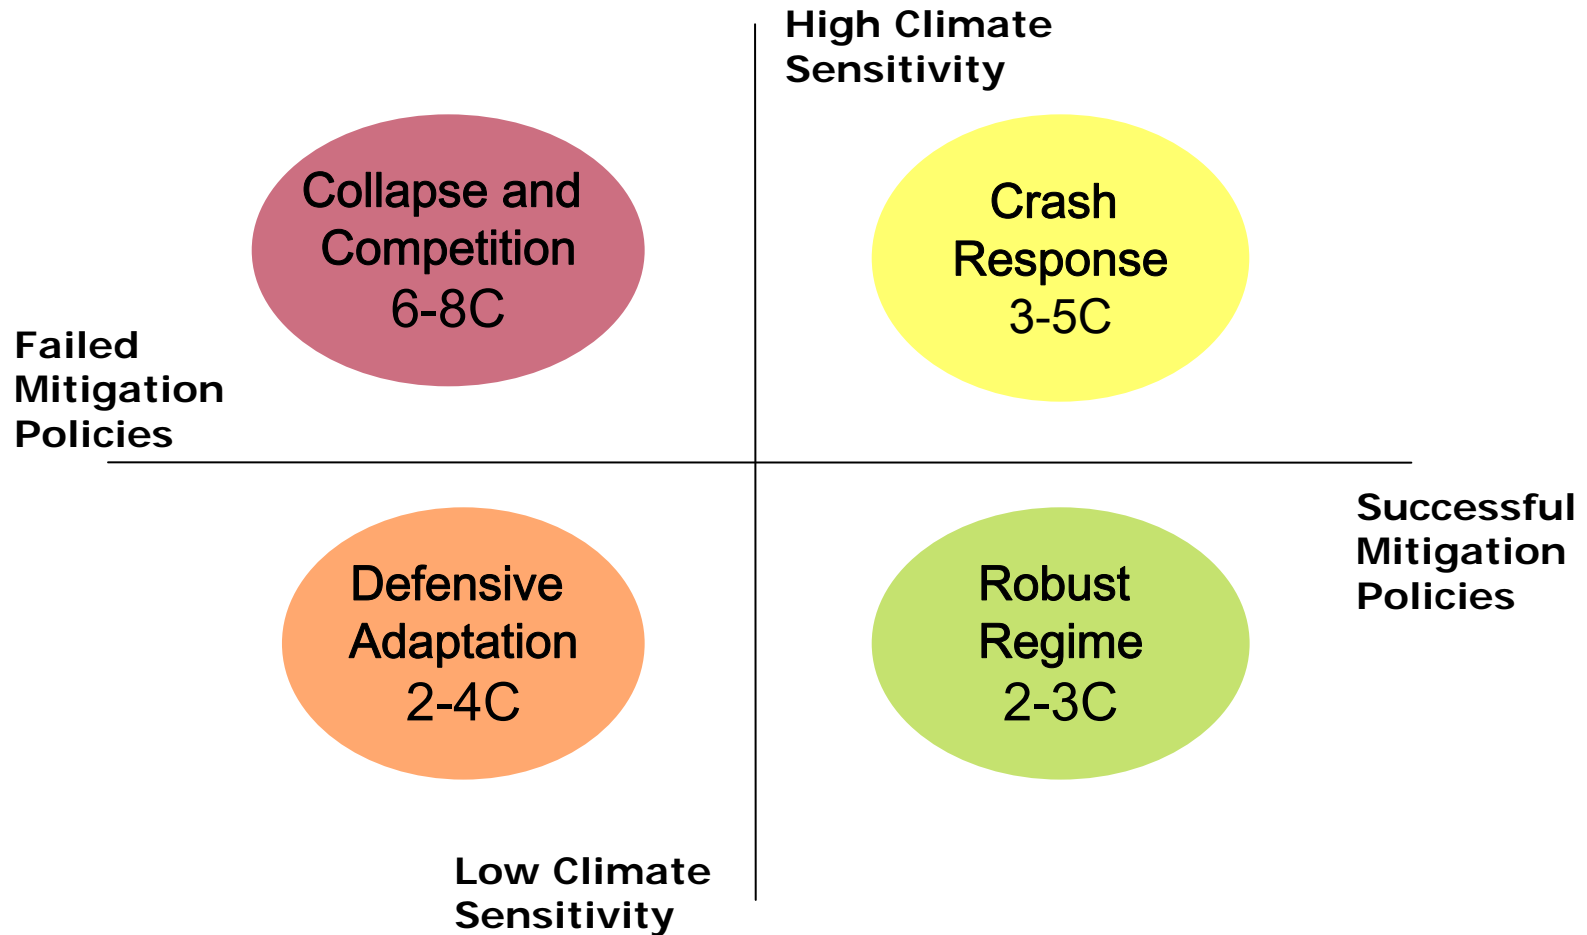 High Climate
Sensitivity
Collapse and
Competition
6-8C
Crash
Response
3-5C
Failed
Mitigation
Policies
Successful
Mitigation
Policies
Defensive
Adaptation
2-4C
Robust
Regime
2-3C
Low Climate
Sensitivity